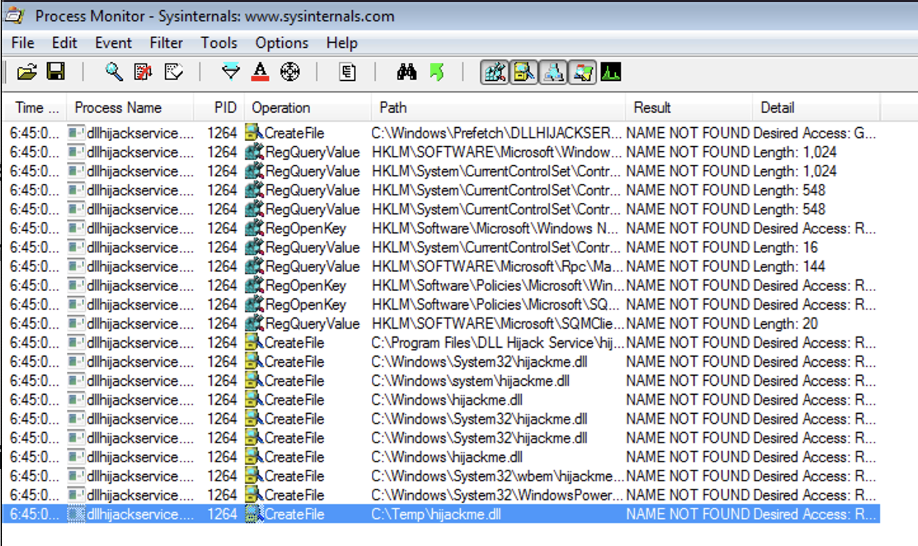 Process Monitor - Sysinternals: www.sysinternals.com
File Edit Event Filter Tools Options Help
Time ... Process Name PID Operation Path Result Detail
6:45:0... dllhijackservice.... 1264 CreateFile C:\Windows\Prefetch\DLLHIJACKSER... NAME NOT FOUND Desired Access: G...
6:45:0... dllhijackservice.... 1264 RegQueryValue HKLM\SOFTWARE\Microsoft\Window... NAME NOT FOUND Length: 1,024
6:45:0... dllhijackservice.... 1264 RegQueryValue HKLM\System\CurrentControlSet\Contr... NAME NOT FOUND Length: 1,024
6:45:0... dllhijackservice.... 1264 RegQueryValue HKLM\System\CurrentControlSet\Contr... NAME NOT FOUND Length: 548
6:45:0... dllhijackservice.... 1264 RegQueryValue HKLM\System\CurrentControlSet\Contr... NAME NOT FOUND Length: 548
6:45:0... dllhijackservice.... 1264 RegOpenKey HKLM\Software\Microsoft\Windows N... NAME NOT FOUND Desired Access: R...
6:45:0... dllhijackservice.... 1264 RegQueryValue HKLM\System\CurrentControlSet\Contr... NAME NOT FOUND Length: 16
6:45:0... dllhijackservice.... 1264 RegQueryValue HKLM\SOFTWARE\Microsoft\Rpc\Ma... NAME NOT FOUND Length: 144
6:45:0... dllhijackservice.... 1264 RegOpenKey HKLM\Software\Policies\Microsoft\Win... NAME NOT FOUND Desired Access: R...
6:45:0... dllhijackservice.... 1264 RegOpenKey HKLM\Software\Policies\Microsoft\SQ... NAME NOT FOUND Desired Access: R...
6:45:0... dllhijackservice.... 1264 RegQueryValue HKLM\SOFTWARE\Microsoft\SQMClie... NAME NOT FOUND Length: 20
6:45:0... dllhijackservice.... 1264 CreateFile C:\Program Files\DLL Hijack Service\hij... NAME NOT FOUND Desired Access: R...
6:45:0... dllhijackservice.... 1264 CreateFile C:\Windows\System32\hijackme.dll NAME NOT FOUND Desired Access: R...
6:45:0... dllhijackservice.... 1264 CreateFile C:\Windows\system\hijackme.dll NAME NOT FOUND Desired Access: R...
6:45:0... dllhijackservice.... 1264 CreateFile C:\Windows\hijackme.dll NAME NOT FOUND Desired Access: R...
6:45:0... dllhijackservice.... 1264 CreateFile C:\Windows\System32\hijackme.dll NAME NOT FOUND Desired Access: R...
6:45:0... dllhijackservice.... 1264 CreateFile C:\Windows\System32\hijackme.dll NAME NOT FOUND Desired Access: R...
6:45:0... dllhijackservice.... 1264 CreateFile C:\Windows\hijackme.dll NAME NOT FOUND Desired Access: R...
6:45:0... dllhijackservice.... 1264 CreateFile C:\Windows\System32\wbem\hijackme... NAME NOT FOUND Desired Access: R...
6:45:0... dllhijackservice.... 1264 CreateFile C:\Windows\System32\WindowsPower... NAME NOT FOUND Desired Access: R...
6:45:0... dllhijackservice.... 1264 CreateFile C:\Temp\hijackme.dll NAME NOT FOUND Desired Access: R...